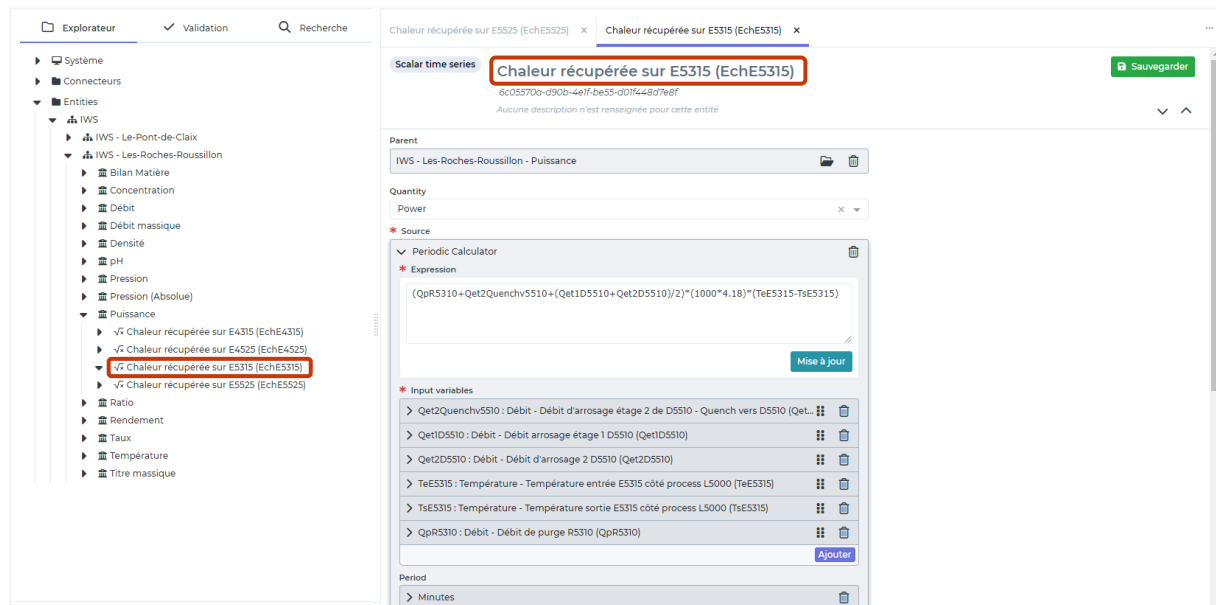 Explorateur
Validation
Recherche
Système
Connecteurs
Entities
IWS
IWS - Le-Pont-de-Claix
IWS - Les-Roches-Roussillon
Bilan Matière
Concentration
Débit
Débit massique
Densité
pH
Pression
Pression (Absolue)
Puissance
Chaleur récupérée sur E4315 (EchE4315)
Chaleur récupérée sur E4525 (EchE4525)
Chaleur récupérée sur E5315 (EchE5315)
Chaleur récupérée sur E5525 (EchE5525)
Ratio
Rendement
Taux
Température
Titre massique
Chaleur récupérée sur E5525 (EchE5525) ×
Chaleur récupérée sur E5315 (EchE5315) ×
Scalar time series
Chaleur récupérée sur E5315 (EchE5315)
Sauvegarder
6c05570a-d90b-4e1f-be55-d01f448d7e8f
Aucune description n'est renseignée pour cette entité
Parent
IWS - Les-Roches-Roussillon - Puissance
Quantity
Power
* Source
Periodic Calculator
* Expression
(QpR5310+Qet2Quenchv5510+(Qet1D5510+Qet2D5510)/2)*(1000*4.18)*(TeE5315-TsE5315)
Mise à jour
* Input variables
Qet2Quenchv5510 : Débit - Débit d'arrosage étage 2 de D5510 - Quench vers D5510 (Qet...
Qet1D5510 : Débit - Débit arrosage étage 1 D5510 (Qet1D5510)
Qet2D5510 : Débit - Débit d'arrosage 2 D5510 (Qet2D5510)
TeE5315 : Température - Température entrée E5315 côté process L5000 (TeE5315)
TsE5315 : Température - Température sortie E5315 côté process L5000 (TsE5315)
QpR5310 : Débit - Débit de purge R5310 (QpR5310)
Ajouter
Period
Minutes